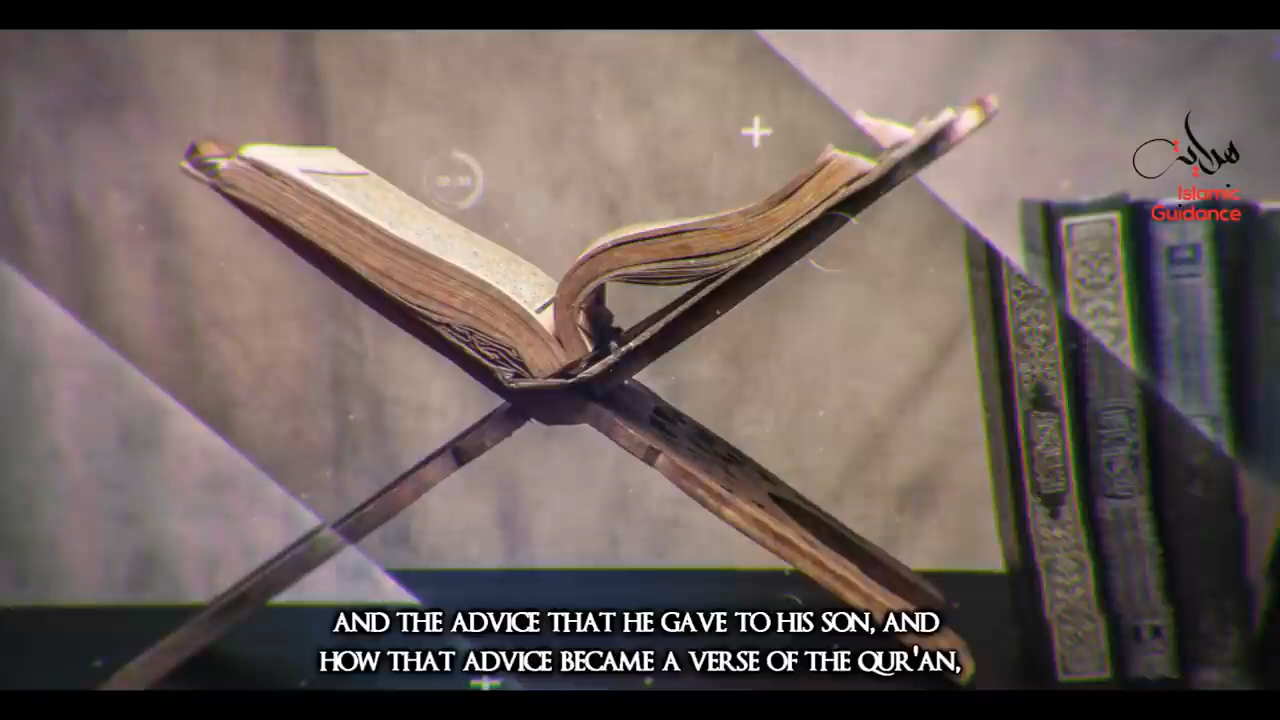 هداية
Islamic
Guidance
AND THE ADVICE THAT HE GAVE TO HIS SON, AND
HOW THAT ADVICE BECAME A VERSE OF THE QUR'AN,